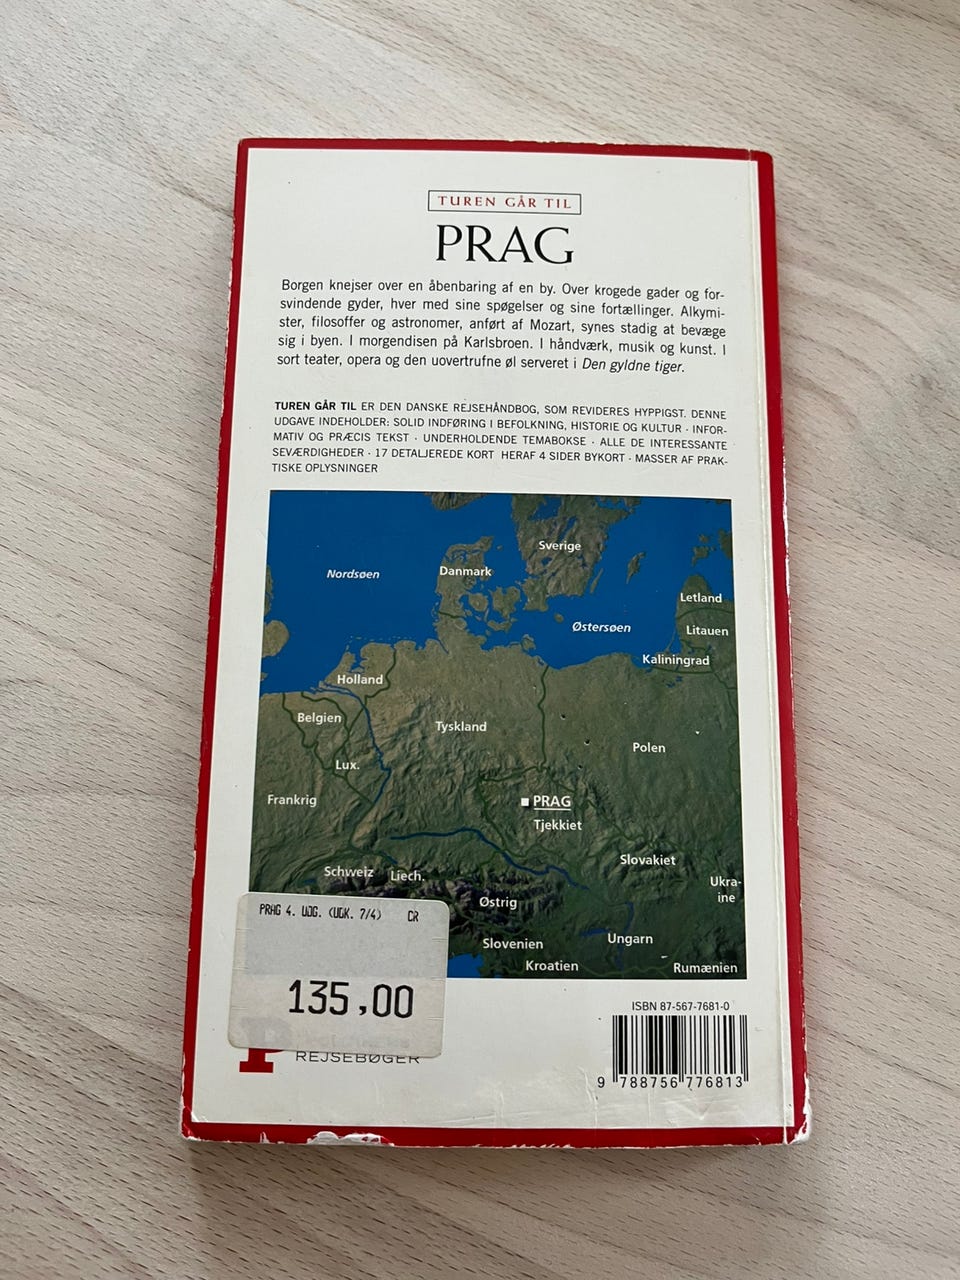 TUREN GÅR TIL
PRAG
Borgen knejser over en åbenbaring af en by. Over krogede gader og for-
svindende gyder, hver med sine spøgelser og sine fortællinger. Alkymi-
ster, filosoffer og astronomer, anført af Mozart, synes stadig at bevæge
sig i byen. I morgendisen på Karlsbroen. I håndværk, musik og kunst. I
sort teater, opera og den uovertrufne øl serveret i Den gyldne tiger.
TUREN GÅR TIL ER DEN DANSKE REJSEHÅNDBOG, SOM REVIDERES HYPPIGST. DENNE
UDGAVE INDEHOLDER: SOLID INDFØRING I BEFOLKNING, HISTORIE OG KULTUR · INFOR-
MATIV OG PRÆCIS TEKST · UNDERHOLDENDE TEMABOKSE · ALLE DE INTERESSANTE
SEVÆRDIGHEDER · 17 DETALJEREDE KORT HERAF 4 SIDER BYKORT · MASSER AF PRAK-
TISKE OPLYSNINGER
Sverige
Nordsøen
Danmark
Letland
Østersøen
Litauen
Kaliningrad
Holland
Belgien
Tyskland
Polen
Lux.
Frankrig
PRAG
Tjekkiet
Slovakiet
Schweiz
Liech.
Ukra-
ine
Østrig
Slovenien
Ungarn
Kroatien
Rumænien
PRAG 4. UDG. (UGK. 7/4) CR
135,00
REJSEBØGER
ISBN 87-567-7681-0
9 788756 776813